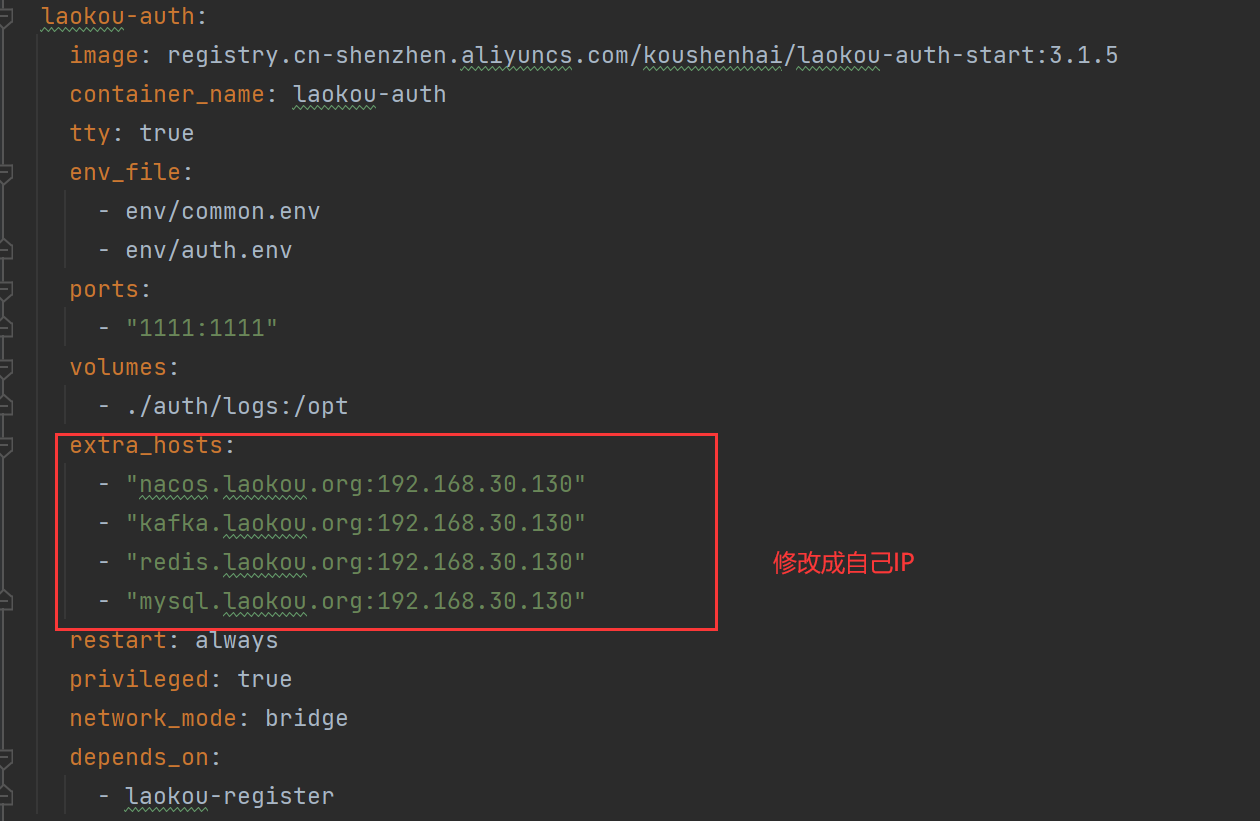 laokou-auth:
image: registry.cn-shenzhen.aliyuncs.com/koushenhai/laokou-auth-start:3.1.5
container_name: laokou-auth
tty: true
env_file:
- env/common.env
- env/auth.env
ports:
- "1111:1111"
volumes:
- ./auth/logs:/opt
extra_hosts:
- "nacos.laokou.org:192.168.30.130"
- "kafka.laokou.org:192.168.30.130"
- "redis.laokou.org:192.168.30.130"
修改成自己IP
- "mysql.laokou.org:192.168.30.130"
restart: always
privileged: true
network_mode: bridge
depends_on:
- laokou-register